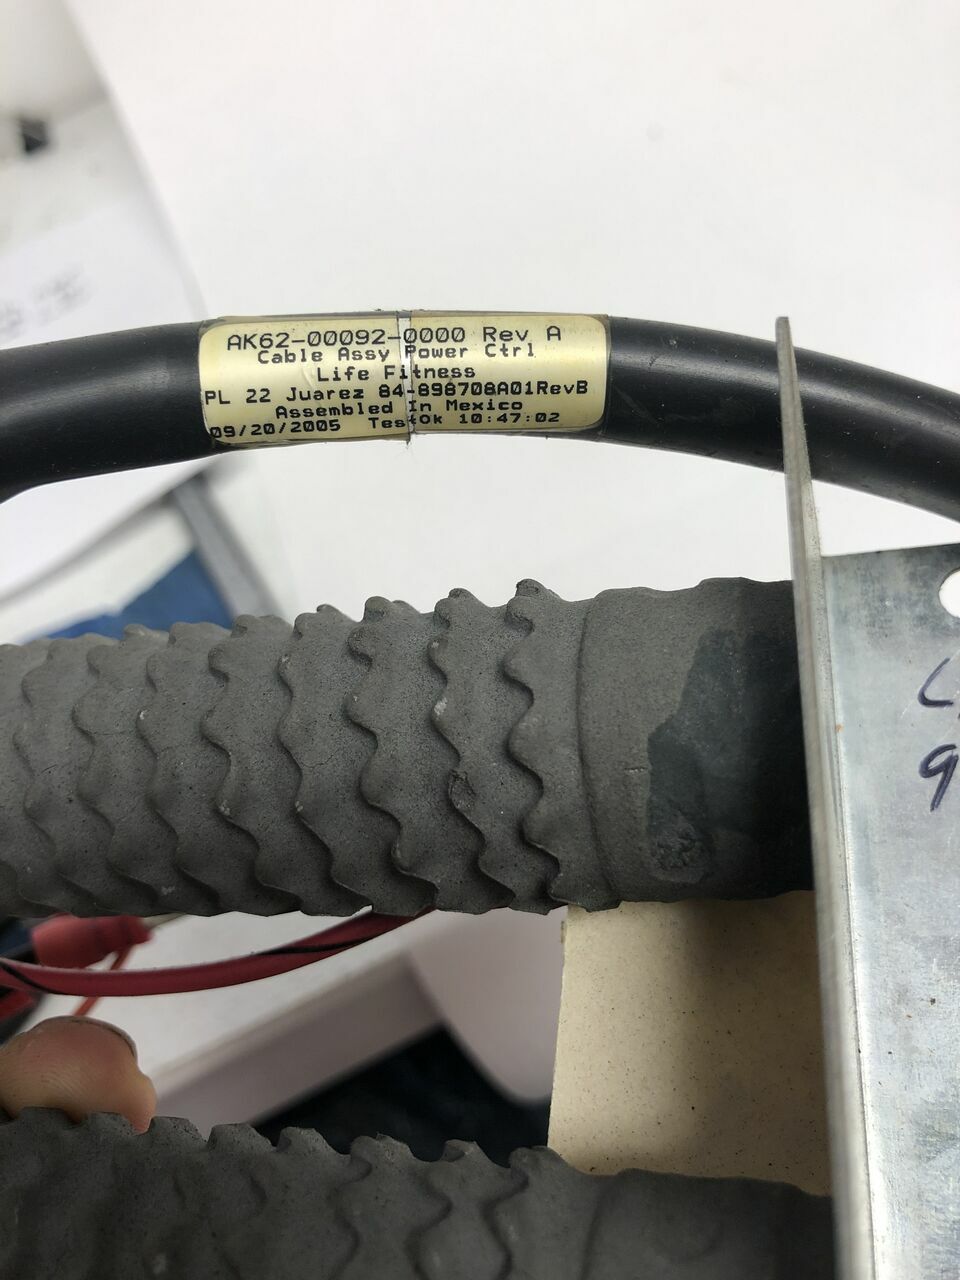 AK62-00092-0000 Rev A
Cable Assy Power Ctrl
Life Fitness
PL 22 Juarez 84-898708A01RevB
Assembled In Mexico
09/20/2005 TestOk 10:47:02
9